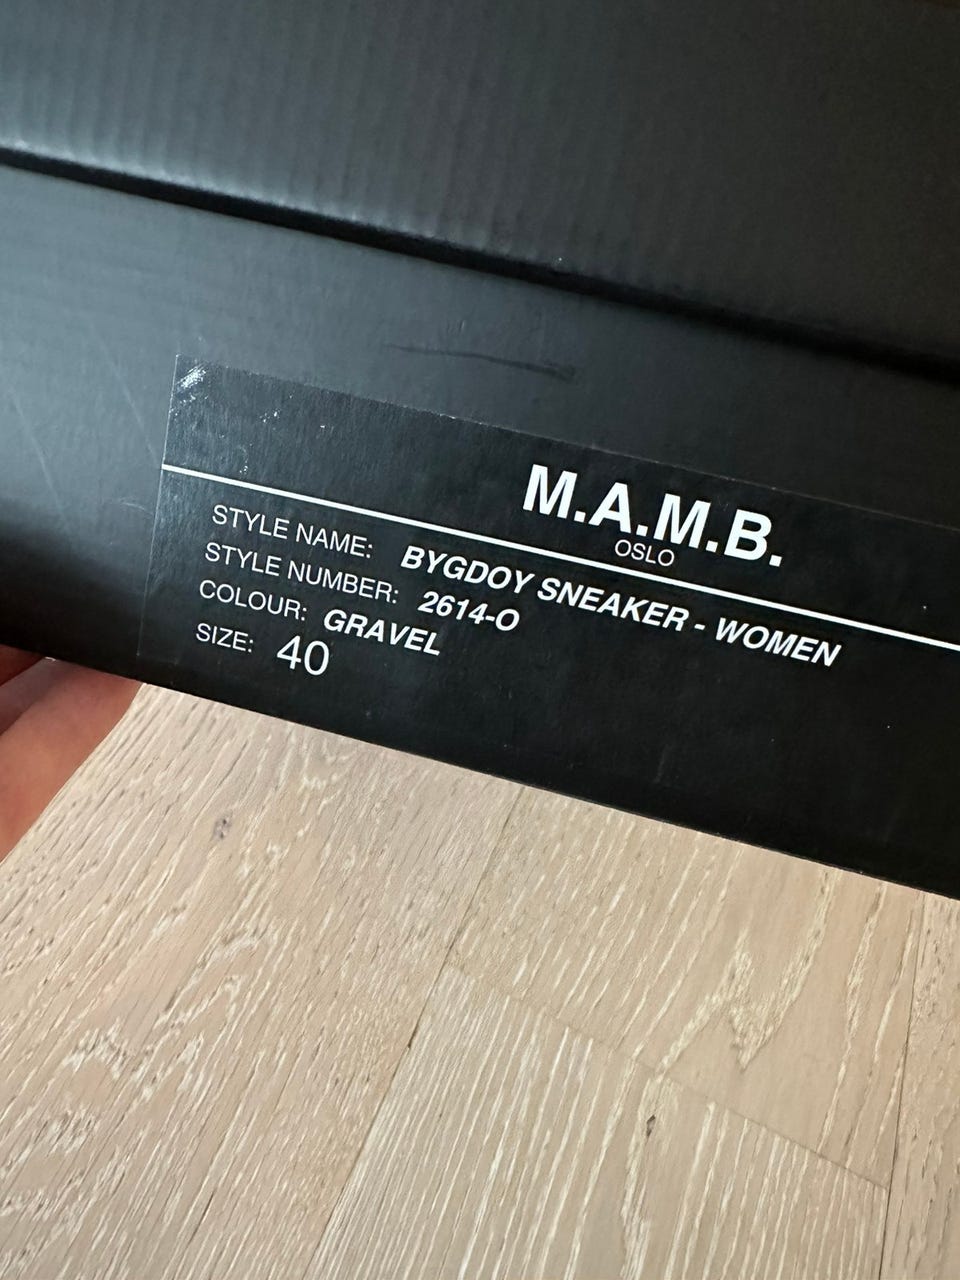 M.A.M.B.
OSLO
STYLE NAME: BYGDOY SNEAKER - WOMEN
STYLE NUMBER: 2614-O
COLOUR: GRAVEL
SIZE: 40